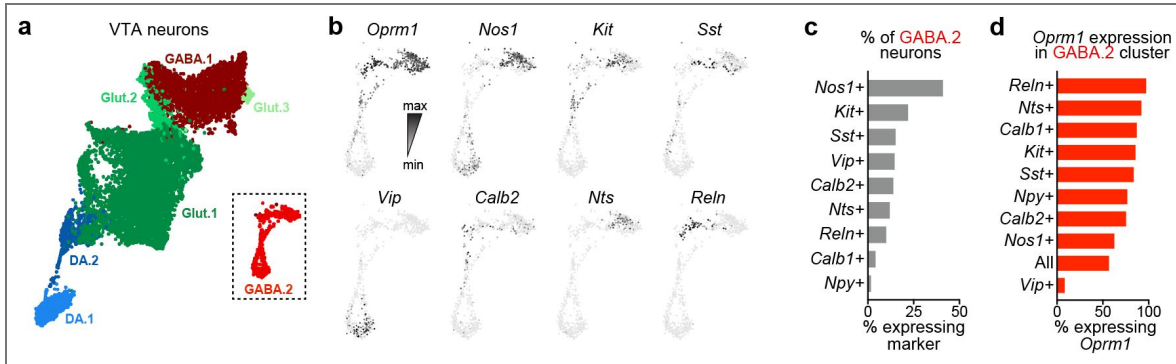 a
VTA neurons
GABA.1
Glut.2
Glut.3
Glut.1
DA.2
DA.1
GABA.2
b
Oprm1
Nos1
Kit
Sst
max
min
Vip
Calb2
Nts
Reln
c
% of GABA.2
neurons
Nos1+
Kit+
Sst+
Vip+
Calb2+
Nts+
Reln+
Calb1+
Npy+
0
50
% expressing
marker
d
Oprm1 expression
in GABA.2 cluster
Reln+
Nts+
Calb1+
Kit+
Sst+
Npy+
Calb2+
Nos1+
All
Vip+
0
50
100
% expressing
Oprm1